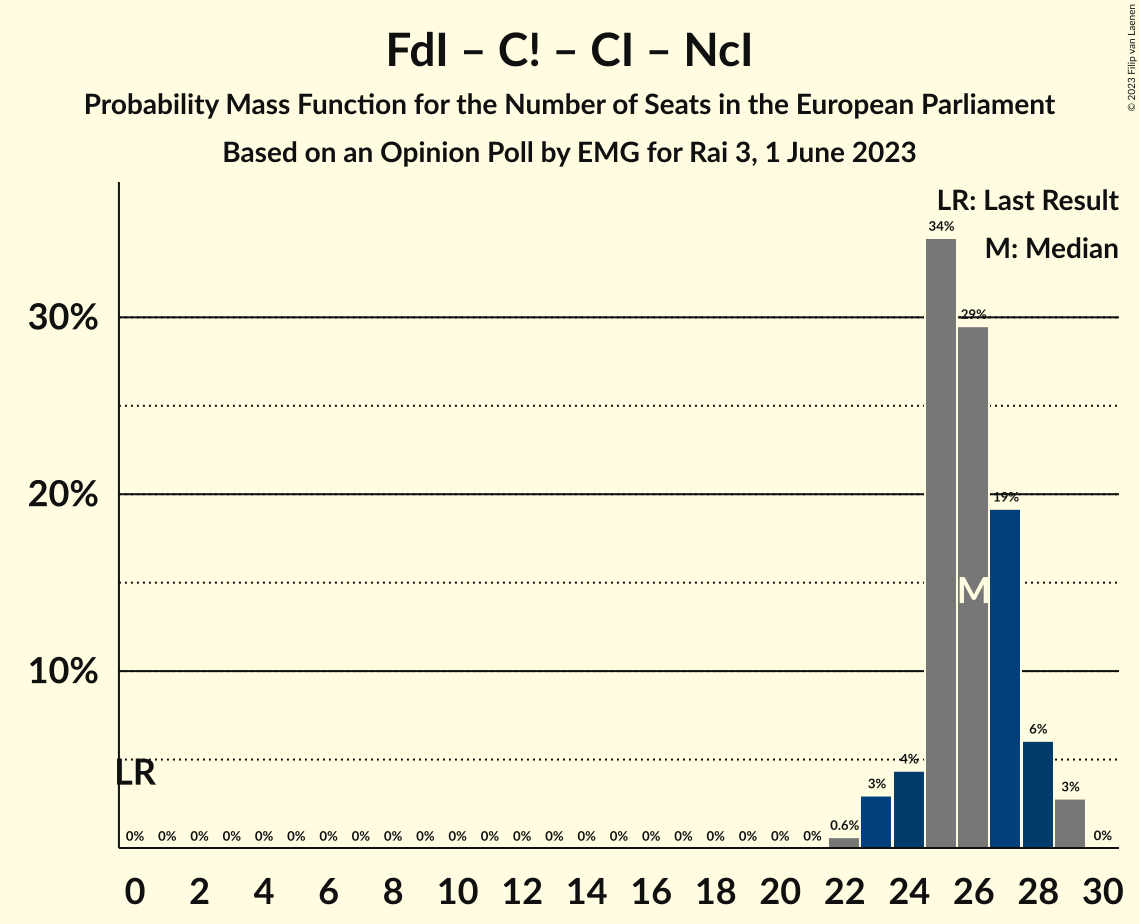 FdI – C! – CI – NcI
Probability Mass Function for the Number of Seats in the European Parliament
Based on an Opinion Poll by EMG for Rai 3, 1 June 2023
© 2023 Filip van Laenen
LR: Last Result
M: Median
30%
20%
10%
LR
M
0% 0% 0% 0% 0% 0% 0% 0% 0% 0% 0% 0% 0% 0% 0% 0% 0% 0% 0% 0% 0% 0% 0.6% 3% 4% 34% 29% 19% 6% 3% 0%
0 2 4 6 8 10 12 14 16 18 20 22 24 26 28 30